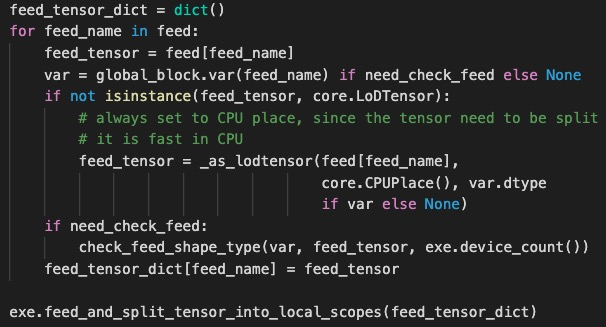 feed_tensor_dict = dict()
for feed_name in feed:
    feed_tensor = feed[feed_name]
    var = global_block.var(feed_name) if need_check_feed else None
    if not isinstance(feed_tensor, core.LoDTensor):
        # always set to CPU place, since the tensor need to be split
        # it is fast in CPU
        feed_tensor = _as_lodtensor(feed[feed_name],
                                    core.CPUPlace(), var.dtype
                                    if var else None)
    if need_check_feed:
        check_feed_shape_type(var, feed_tensor, exe.device_count())
    feed_tensor_dict[feed_name] = feed_tensor

exe.feed_and_split_tensor_into_local_scopes(feed_tensor_dict)